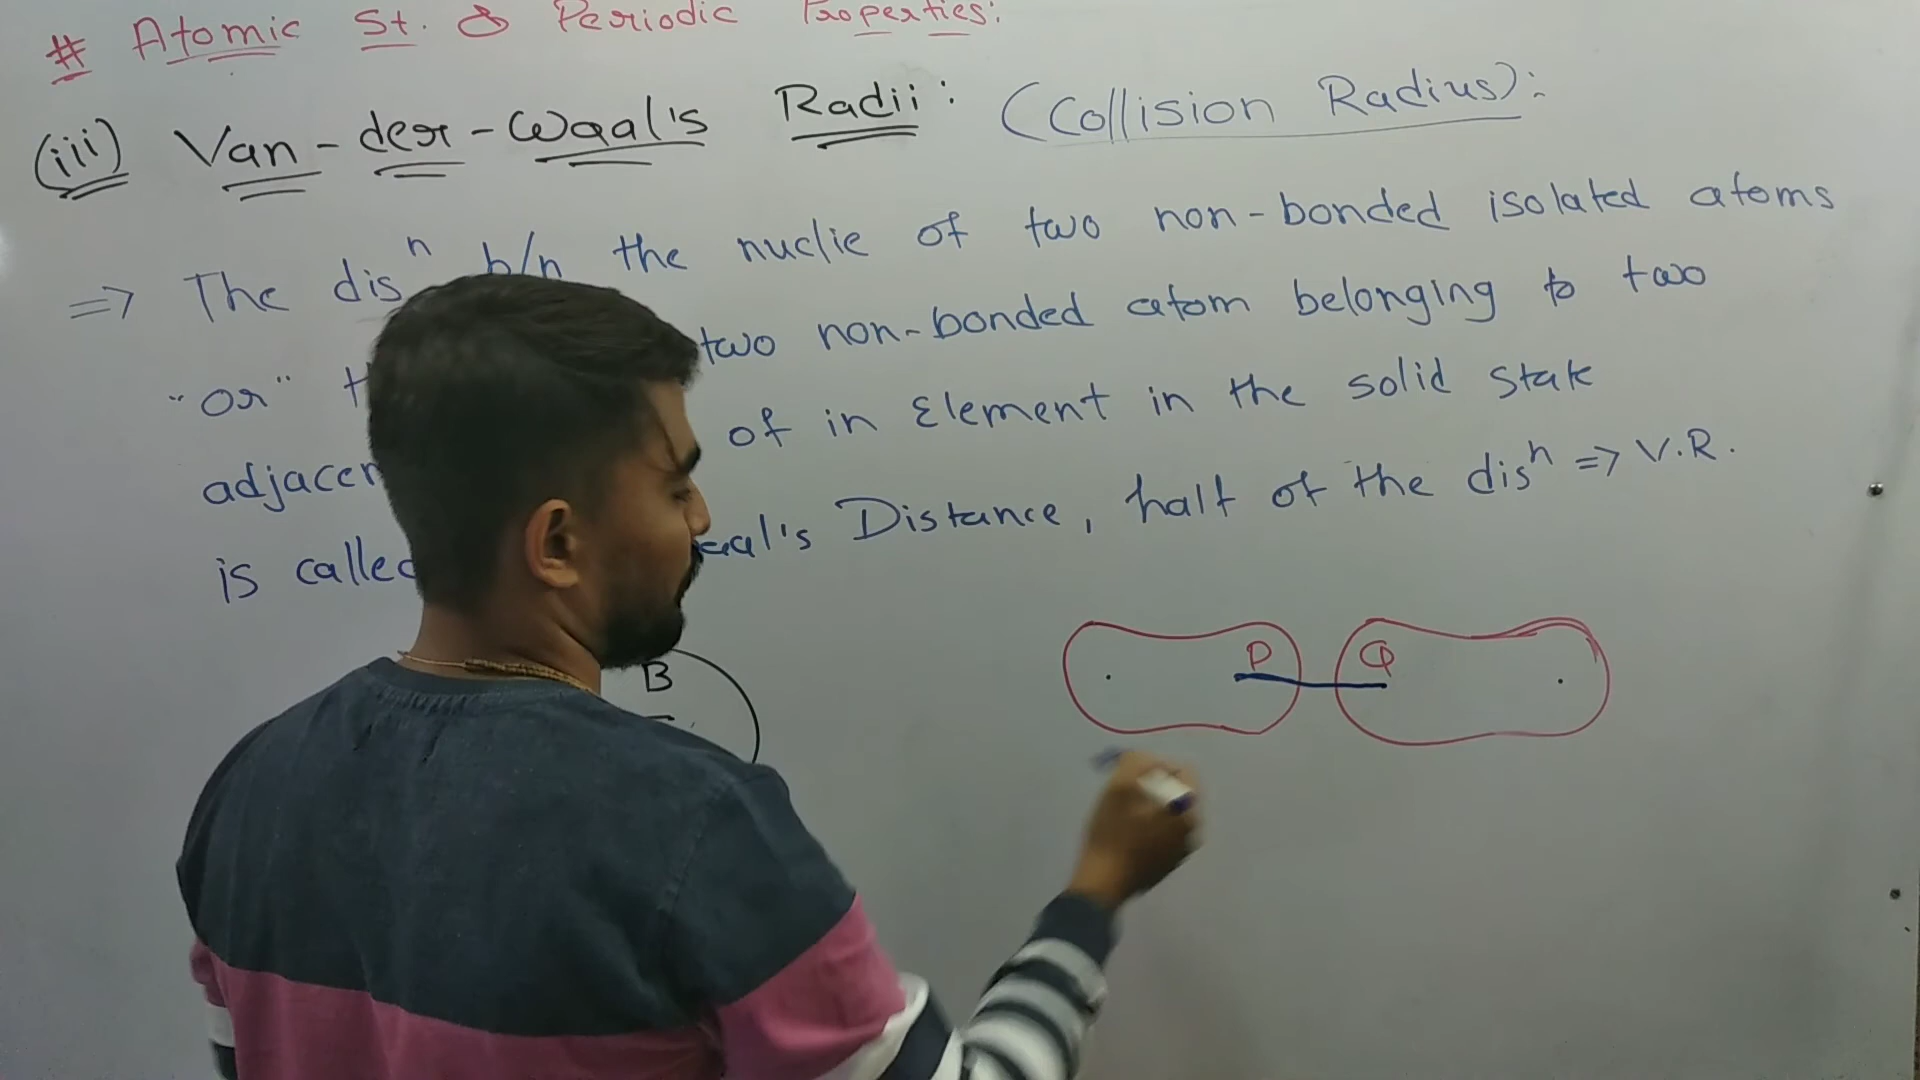 # Atomic St. & Periodic Properties:
(iii) Van-der-Waal's Radii: (Collision Radius):
=> The disⁿ b/n the nuclie of two non-bonded isolated atoms
"or" two non-bonded atom belonging to two
of in Element in the solid state
is called Distance, half of the disⁿ => V.R.
B
P Q